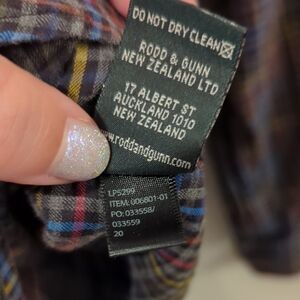 DO NOT DRY CLEAN
RODD & GUNN
NEW ZEALAND LTD
17 ALBERT ST
AUCKLAND 1010
NEW ZEALAND
www.roddandgunn.com
LP5299
ITEM: 006801-01
PO: 033558/
033559
20